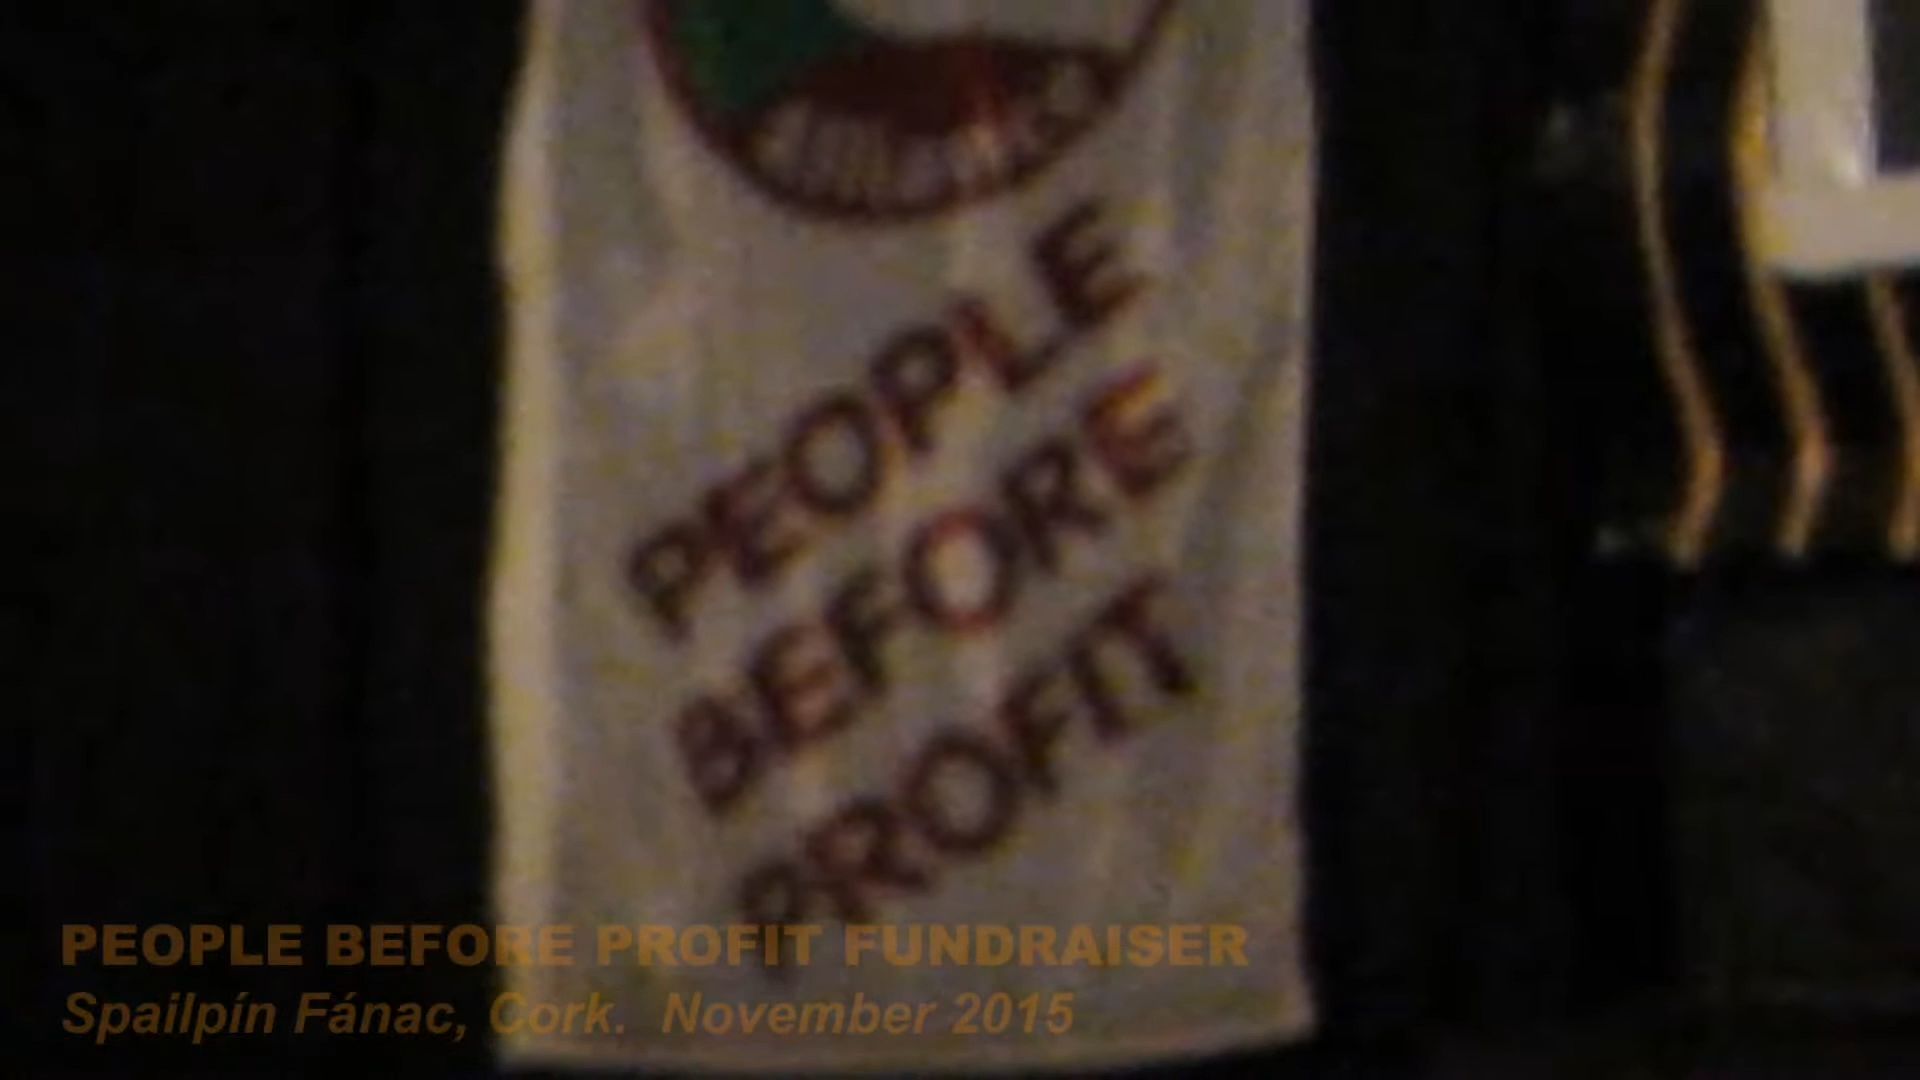 PEOPLE
BEFORE
PROFIT
PEOPLE BEFORE PROFIT FUNDRAISER
Spailpín Fánac, Cork. November 2015